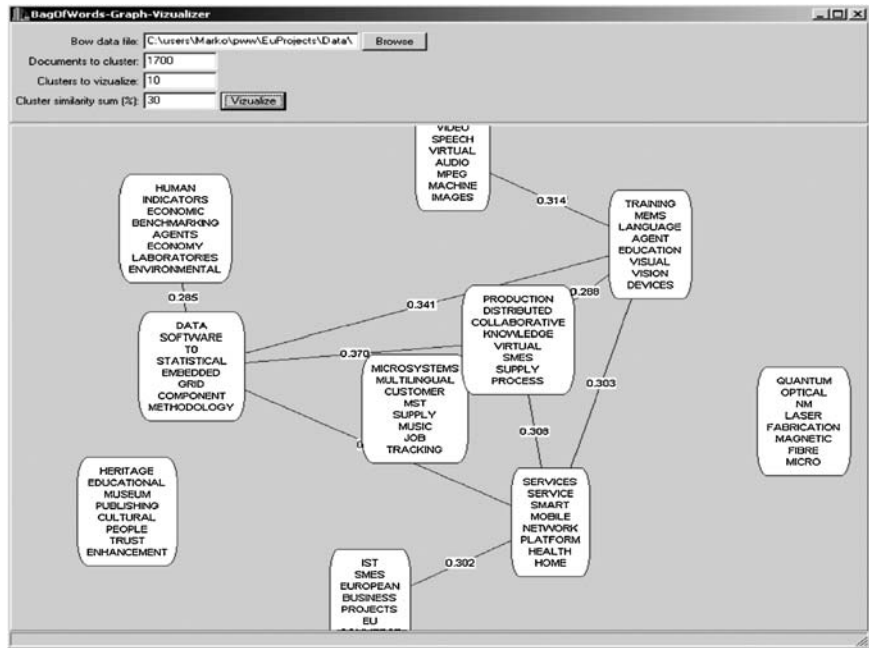 BagOfWords-Graph-Vizualizer
Bow data file: C:\users\Marko\pww\EuProjects\Data\ Browse
Documents to cluster: 1700
Clusters to vizualize: 10
Cluster similarity sum (%): 30 Vizualize
VIDEO
SPEECH
VIRTUAL
AUDIO
MPEG
MACHINE
IMAGES
0.314
HUMAN
INDICATORS
ECONOMIC
BENCHMARKING
AGENTS
ECONOMY
LABORATORIES
ENVIRONMENTAL
TRAINING
MEMS
LANGUAGE
AGENT
EDUCATION
VISUAL
VISION
DEVICES
0.285
0.341
0.288
PRODUCTION
DISTRIBUTED
COLLABORATIVE
KNOWLEDGE
VIRTUAL
SMES
SUPPLY
PROCESS
DATA
SOFTWARE
T0
STATISTICAL
EMBEDDED
GRID
COMPONENT
METHODOLOGY
0.370
MICROSYSTEMS
MULTILINGUAL
CUSTOMER
MST
SUPPLY
MUSIC
JOB
TRACKING
0.303
QUANTUM
OPTICAL
NM
LASER
FABRICATION
MAGNETIC
FIBRE
MICRO
0.308
HERITAGE
EDUCATIONAL
MUSEUM
PUBLISHING
CULTURAL
PEOPLE
TRUST
ENHANCEMENT
SERVICES
SERVICE
SMART
MOBILE
NETWORK
PLATFORM
HEALTH
HOME
0.302
IST
SMES
EUROPEAN
BUSINESS
PROJECTS
EU